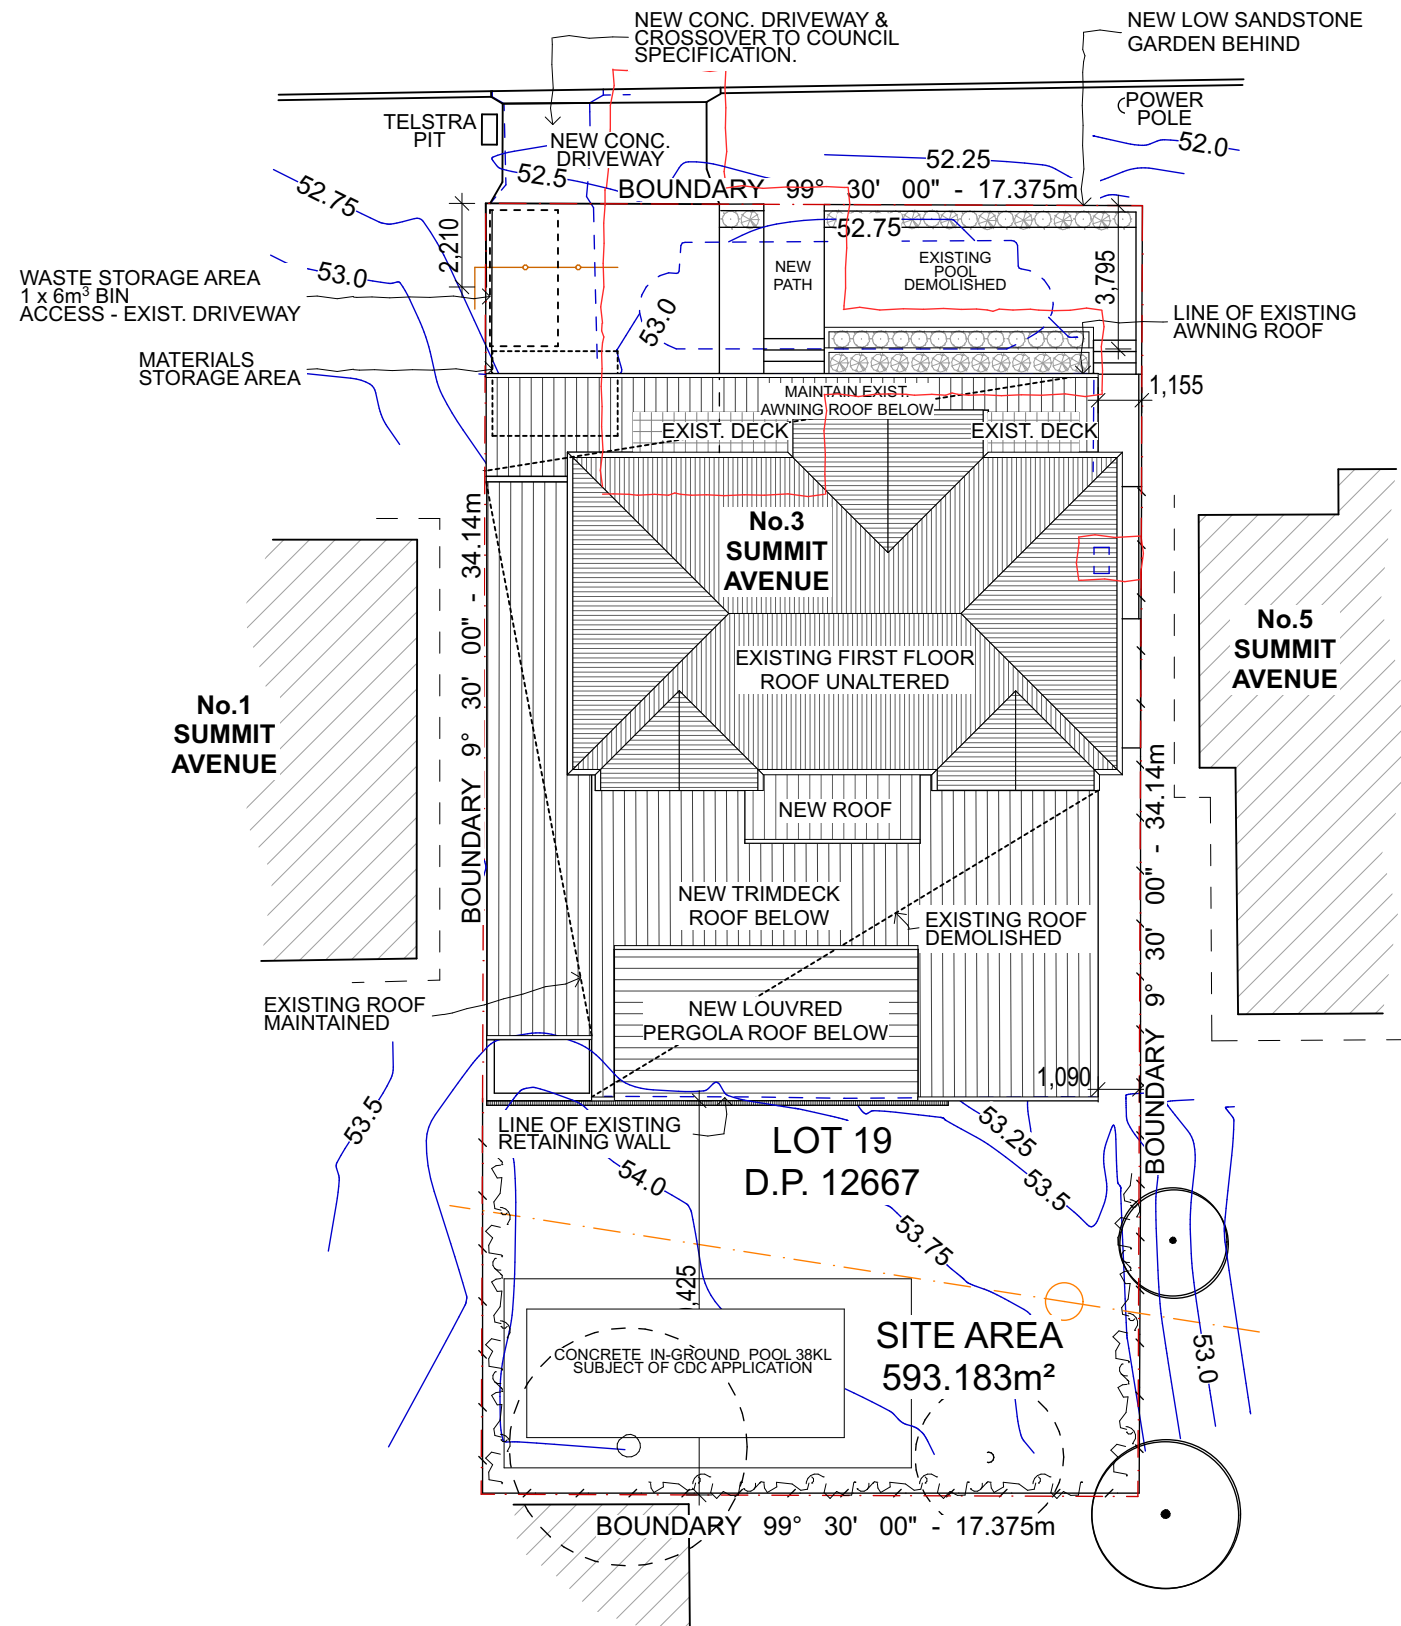 NEW CONC. DRIVEWAY &
CROSSOVER TO COUNCIL
SPECIFICATION.
NEW LOW SANDSTONE
GARDEN BEHIND
TELSTRA
PIT
NEW CONC.
DRIVEWAY
POWER
POLE
52.0
52.25
52.5
52.75
BOUNDARY 99° 30' 00" - 17.375m
2,210
52.75
53.0
WASTE STORAGE AREA
1 x 6m³ BIN
ACCESS - EXIST. DRIVEWAY
NEW
PATH
EXISTING
POOL
DEMOLISHED
3,795
53.0
LINE OF EXISTING
AWNING ROOF
MATERIALS
STORAGE AREA
MAINTAIN EXIST.
AWNING ROOF BELOW
1,155
EXIST. DECK
EXIST. DECK
No.3
SUMMIT
AVENUE
BOUNDARY 9° 30' 00" - 34.14m
No.5
SUMMIT
AVENUE
EXISTING FIRST FLOOR
ROOF UNALTERED
No.1
SUMMIT
AVENUE
NEW ROOF
BOUNDARY 9° 30' 00" - 34.14m
NEW TRIMDECK
ROOF BELOW
EXISTING ROOF
DEMOLISHED
EXISTING ROOF
MAINTAINED
NEW LOUVRED
PERGOLA ROOF BELOW
1,090
53.5
LINE OF EXISTING
RETAINING WALL
53.25
LOT 19
D.P. 12667
54.0
53.5
53.75
,425
SITE AREA
593.183m²
CONCRETE IN-GROUND POOL 38KL
SUBJECT OF CDC APPLICATION
53.0
BOUNDARY 99° 30' 00" - 17.375m